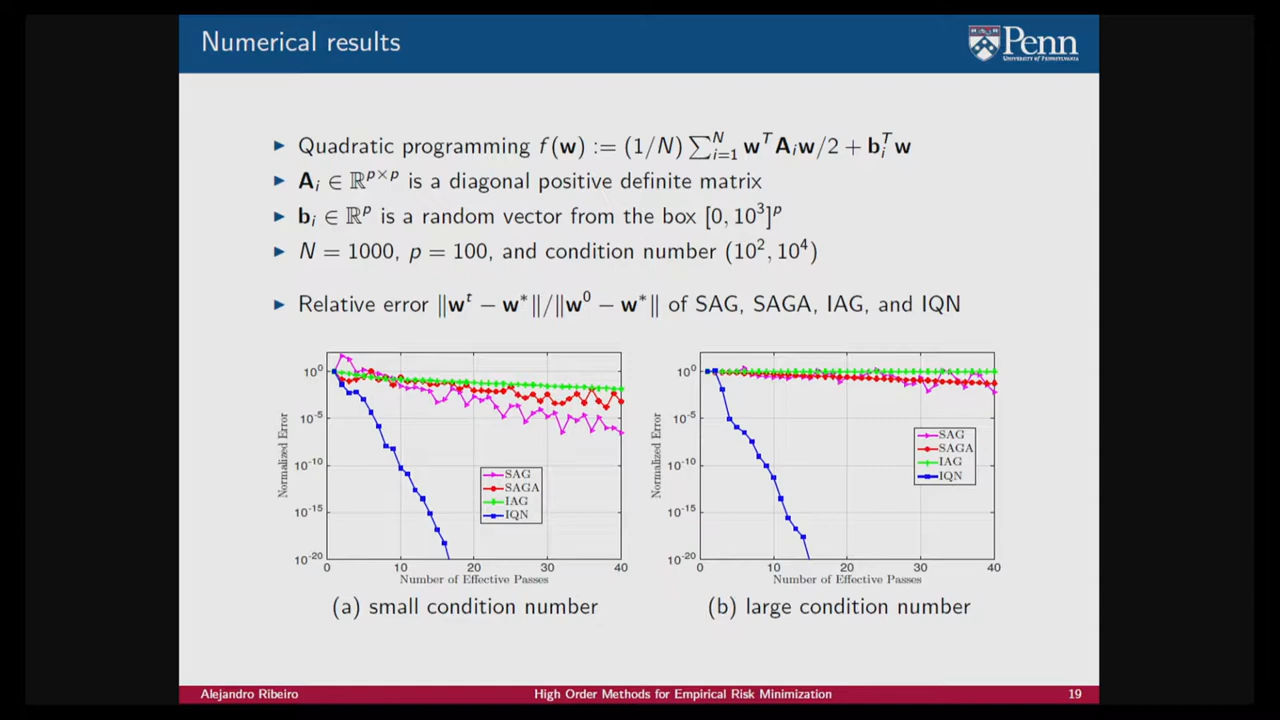 Numerical results
Penn
UNIVERSITY OF PENNSYLVANIA
▶ Quadratic programming f(w) := (1/N) ∑_{i=1}^{N} w^T A_i w/2 + b_i^T w
▶ A_i ∈ ℝ^{p×p} is a diagonal positive definite matrix
▶ b_i ∈ ℝ^p is a random vector from the box [0, 10^3]^p
▶ N = 1000, p = 100, and condition number (10^2, 10^4)
▶ Relative error ‖w^t − w^*‖/‖w^0 − w^*‖ of SAG, SAGA, IAG, and IQN
Normalized Error
10^0
10^-5
10^-10
10^-15
10^-20
0 10 20 30 40
Number of Effective Passes
SAG
SAGA
IAG
IQN
(a) small condition number
Normalized Error
10^0
10^-5
10^-10
10^-15
10^-20
0 10 20 30 40
Number of Effective Passes
SAG
SAGA
IAG
IQN
(b) large condition number
Alejandro Ribeiro High Order Methods for Empirical Risk Minimization 19